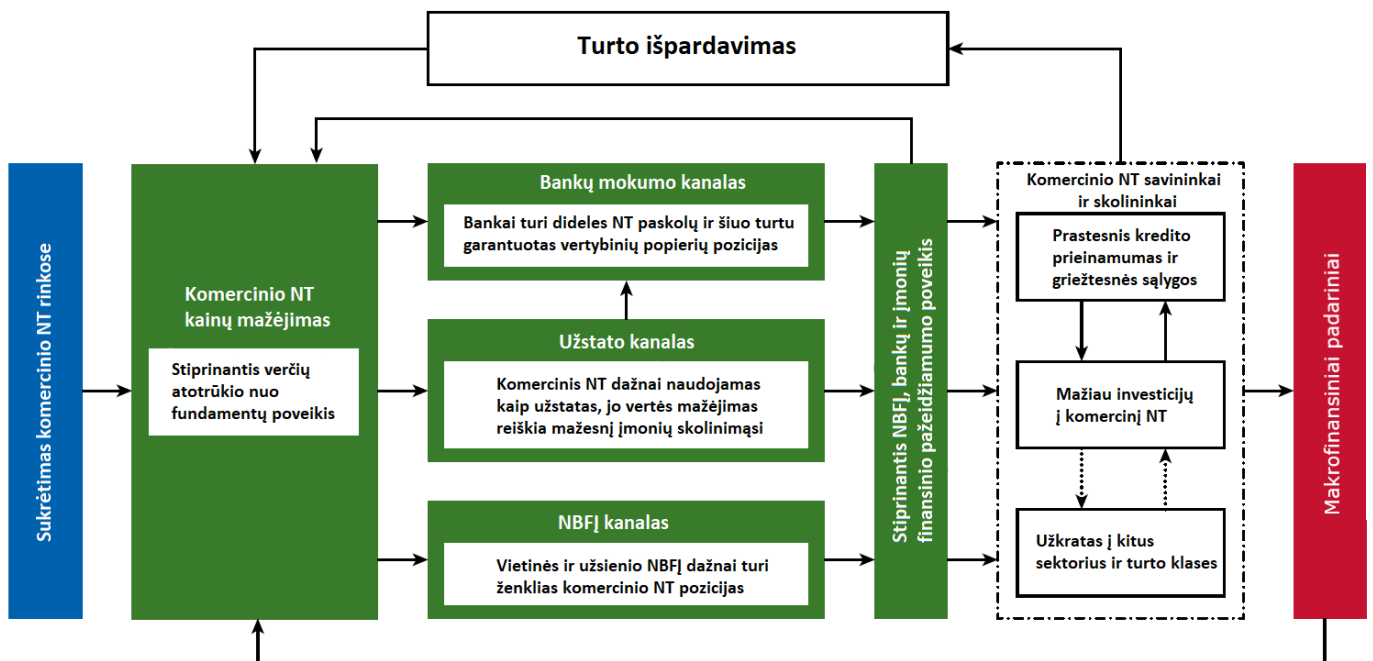 Turto išpardavimas
Sukrėtimas komercinio NT rinkose
Komercinio NT
kainų mažėjimas
Stiprinantis verčių
atotrūkio nuo
fundamentų poveikis
Bankų mokumo kanalas
Bankai turi dideles NT paskolų ir šiuo turtu
garantuotas vertybinių popierių pozicijas
Užstato kanalas
Komercinis NT dažnai naudojamas
kaip užstatas, jo vertės mažėjimas
reiškia mažesnį įmonių skolinimąsi
NBFĮ kanalas
Vietinės ir užsienio NBFĮ dažnai turi
ženklias komercinio NT pozicijas
Stiprinantis NBFĮ, bankų ir įmonių
finansinio pažeidžiamumo poveikis
Komercinio NT savininkai
ir skolininkai
Prastesnis kredito
prieinamumas ir
griežtesnės sąlygos
Mažiau investicijų
į komercinį NT
Užkratas į kitus
sektorius ir turto klases
Makrofinansiniai padariniai